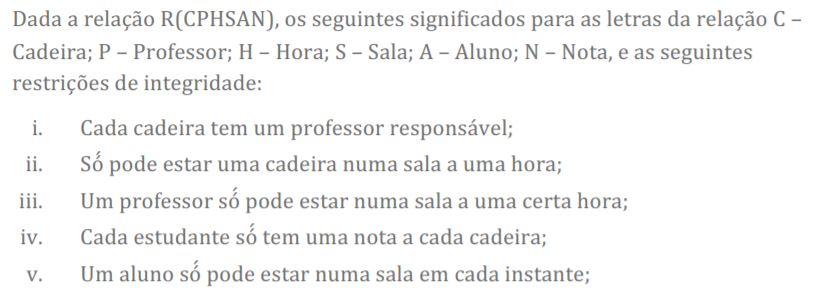 Dada a relação R(CPHSAN), os seguintes significados para as letras da relação C –
Cadeira; P – Professor; H – Hora; S – Sala; A – Aluno; N – Nota, e as seguintes
restrições de integridade:
i. Cada cadeira tem um professor responsável;
ii. Só́ pode estar uma cadeira numa sala a uma hora;
iii. Um professor só́ pode estar numa sala a uma certa hora;
iv. Cada estudante só́ tem uma nota a cada cadeira;
v. Um aluno só́ pode estar numa sala em cada instante;